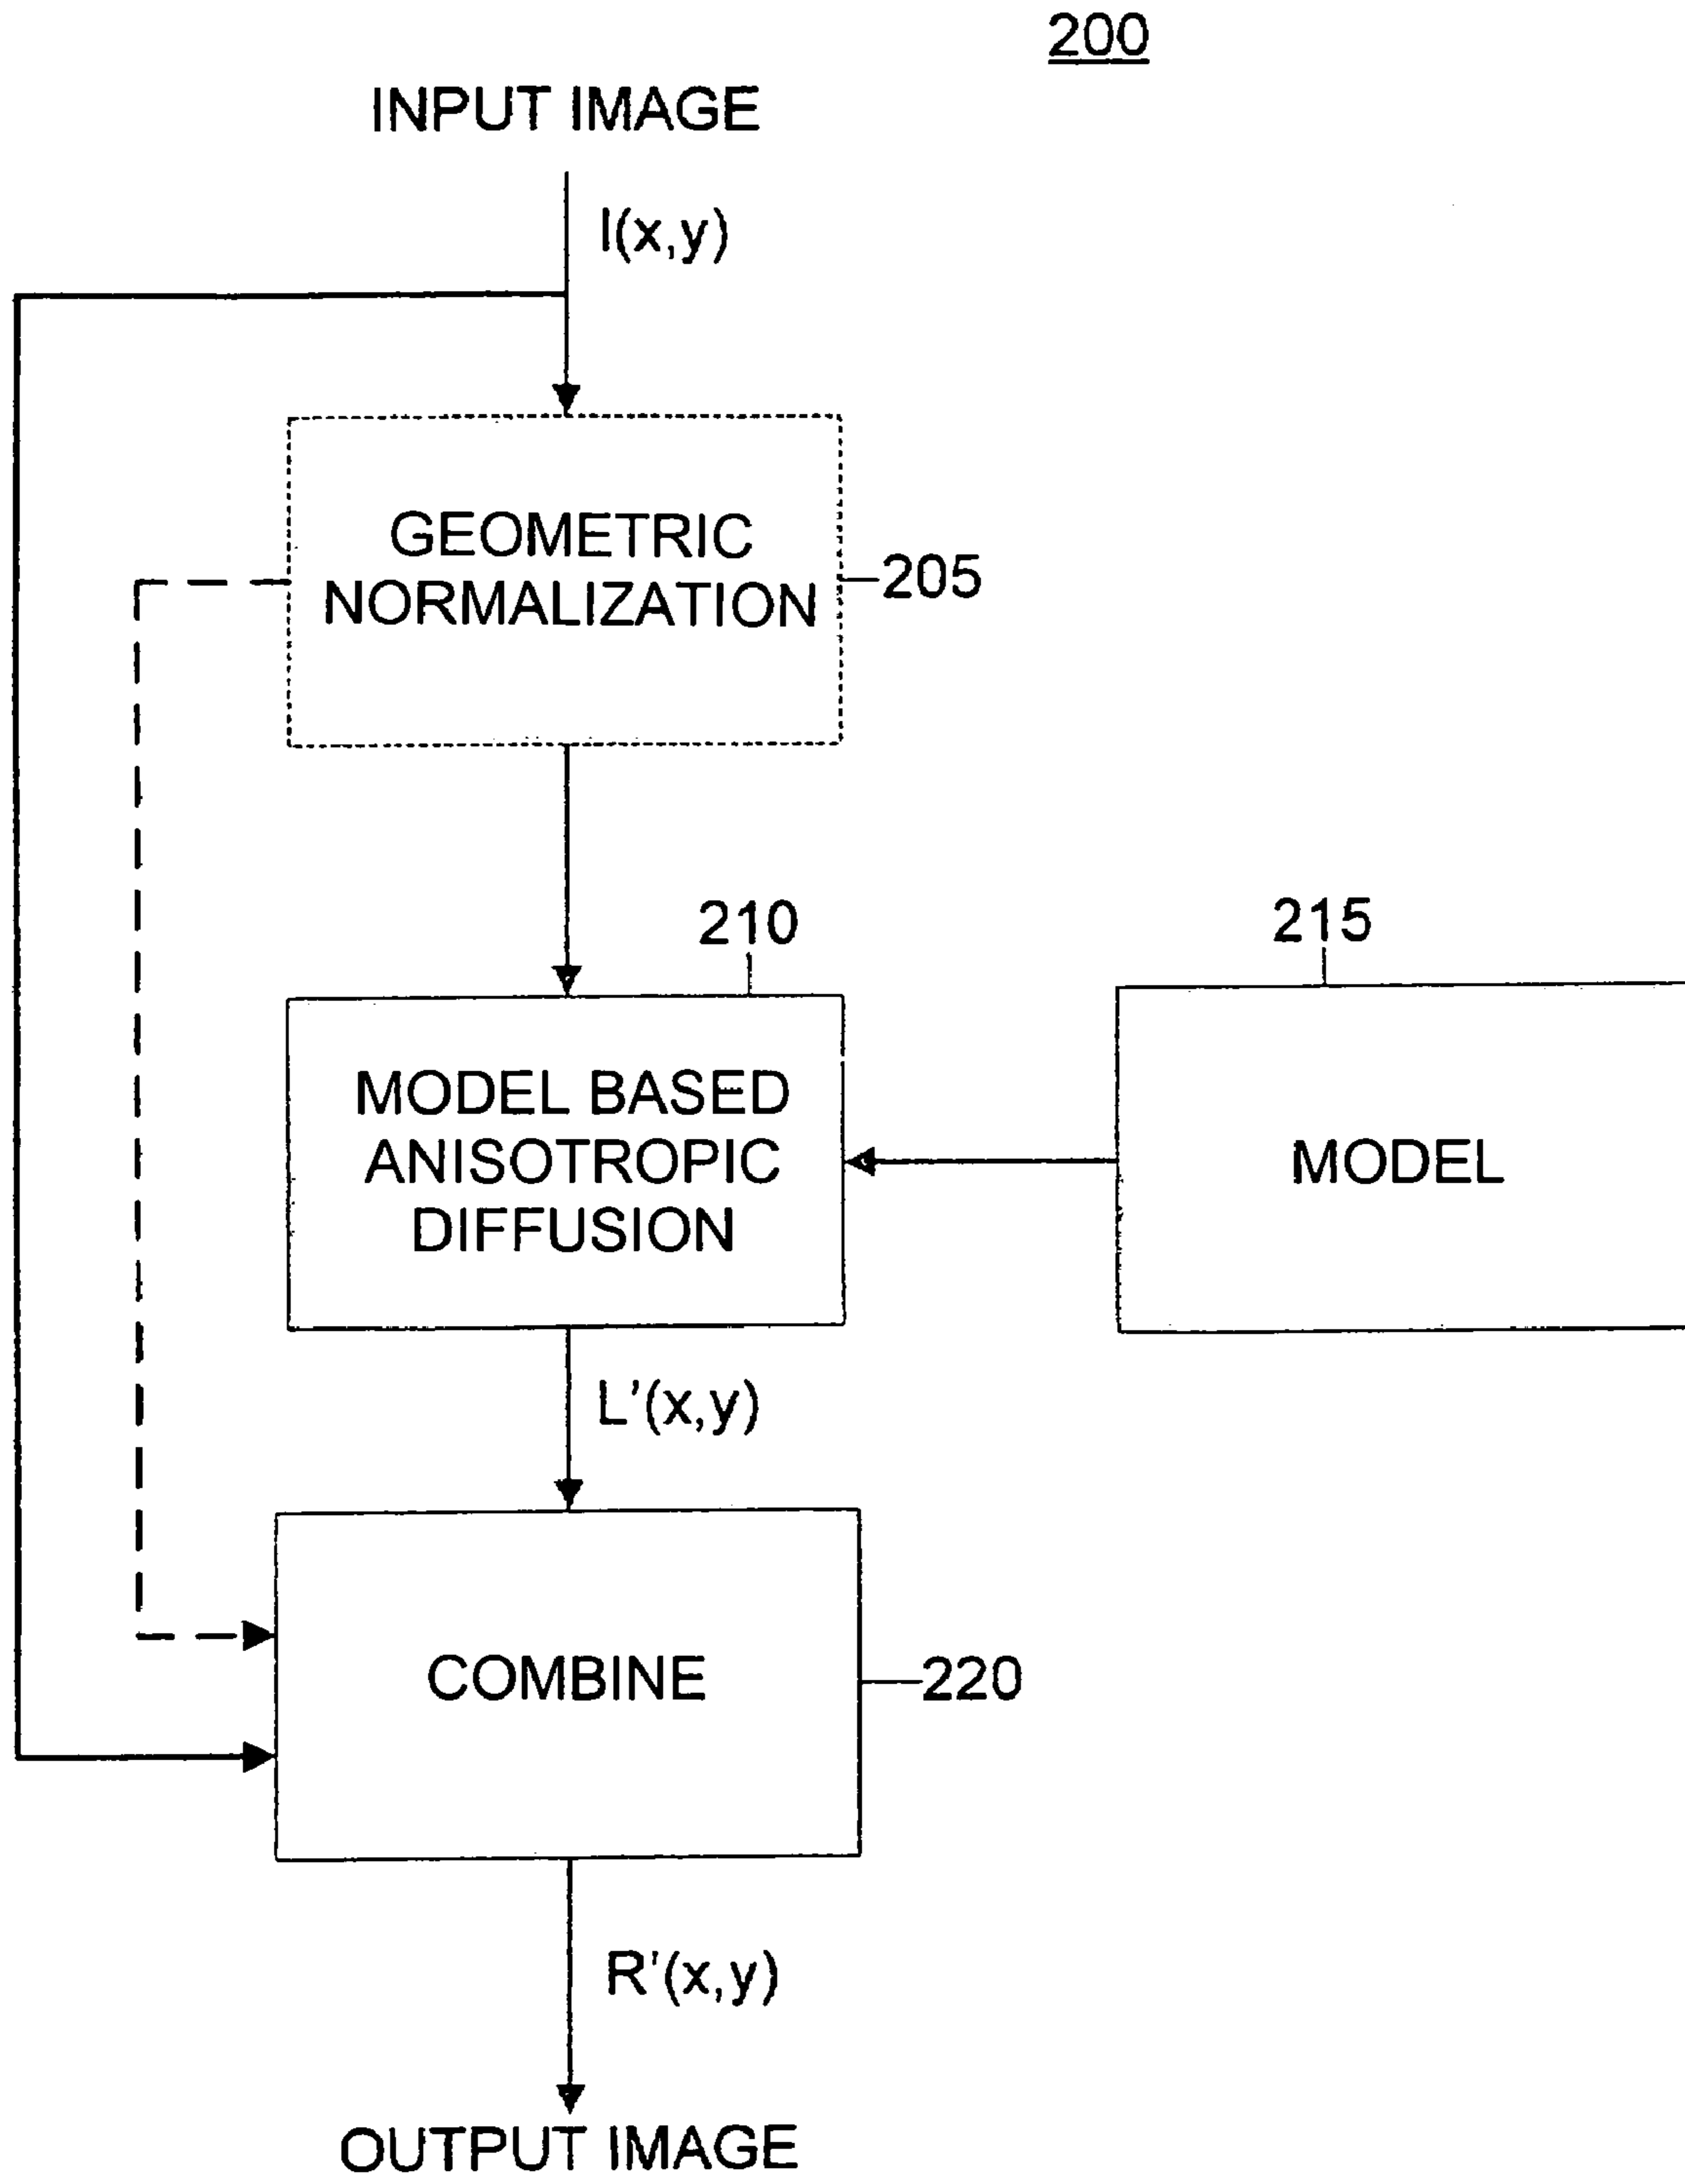 200
INPUT IMAGE
I(x,y)
GEOMETRIC
NORMALIZATION
205
210
215
MODEL BASED
ANISOTROPIC
DIFFUSION
MODEL
L'(x,y)
COMBINE
220
R'(x,y)
OUTPUT IMAGE